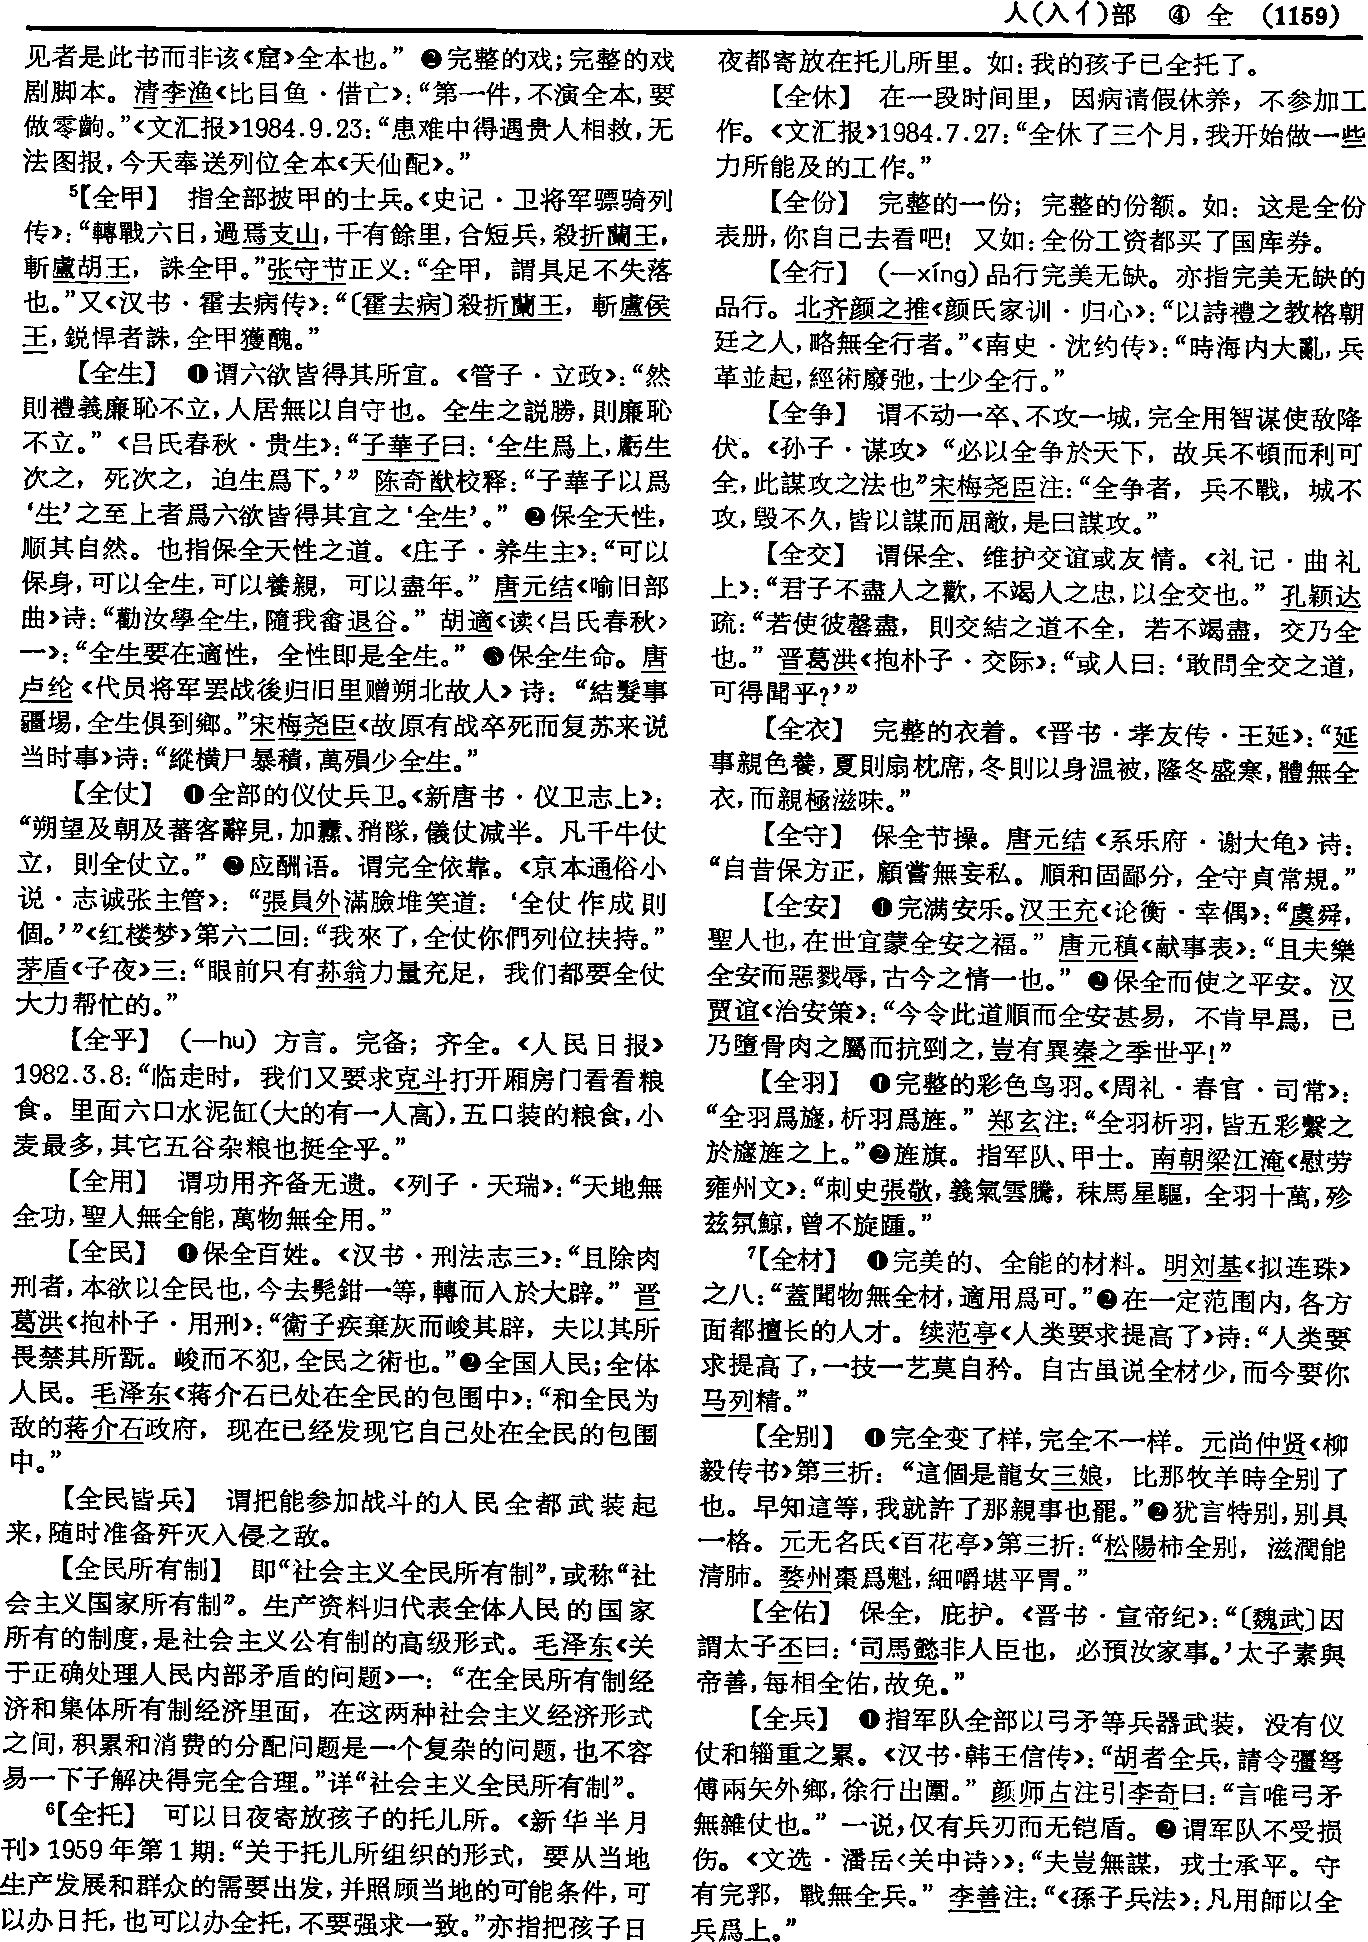 人(入亻)部 ④ 全 (1159)
见者是此书而非该《窟》全本也。”❷完整的戏；完整的戏
剧脚本。清李渔《比目鱼·借亡》：“第一件，不演全本，要
做零齣。”《文汇报》1984.9.23：“患难中得遇贵人相救，无
法图报，今天奉送列位全本《天仙配》。”
⁵【全甲】 指全部披甲的士兵。《史记·卫将军骠骑列
传》：“轉戰六日，過焉支山，千有餘里，合短兵，殺折蘭王，
斬盧胡王，誅全甲。”张守节正义：“全甲，謂具足不失落
也。”又《汉书·霍去病传》：“〔霍去病〕殺折蘭王，斬盧侯
王，鋭悍者誅，全甲獲醜。”
【全生】 ❶谓六欲皆得其所宜。《管子·立政》：“然
則禮義廉恥不立，人居無以自守也。全生之説勝，則廉恥
不立。”《吕氏春秋·贵生》：“子華子曰：‘全生爲上，虧生
次之，死次之，迫生爲下。’”陈奇猷校释：“子華子以爲
‘生’之至上者爲六欲皆得其宜之‘全生’。”❷保全天性，
顺其自然。也指保全天性之道。《庄子·养生主》：“可以
保身，可以全生，可以養親，可以盡年。”唐元结《喻旧部
曲》诗：“勸汝學全生，隨我畬退谷。”胡適《读〈吕氏春秋〉
一》：“全生要在適性，全性即是全生。”❸保全生命。唐
卢纶《代员将军罢战後归旧里赠朔北故人》诗：“結髮事
疆埸，全生俱到鄉。”宋梅尧臣《故原有战卒死而复苏来说
当时事》诗：“縱横尸暴積，萬殞少全生。”
【全仗】 ❶全部的仪仗兵卫。《新唐书·仪卫志上》：
“朔望及朝及蕃客辭見，加纛、矟隊，儀仗减半。凡千牛仗
立，則全仗立。”❷应酬语。谓完全依靠。《京本通俗小
说·志诚张主管》：“張員外滿臉堆笑道：‘全仗作成則
個。’”《红楼梦》第六二回：“我來了，全仗你們列位扶持。”
茅盾《子夜》三：“眼前只有荪翁力量充足，我们都要全仗
大力帮忙的。”
【全乎】 (一hu) 方言。完备；齐全。《人民日报》
1982.3.8：“临走时，我们又要求克斗打开厢房门看看粮
食。里面六口水泥缸(大的有一人高)，五口装的粮食，小
麦最多，其它五谷杂粮也挺全乎。”
【全用】 谓功用齐备无遗。《列子·天瑞》：“天地無
全功，聖人無全能，萬物無全用。”
【全民】 ❶保全百姓。《汉书·刑法志三》：“且除肉
刑者，本欲以全民也，今去髡鉗一等，轉而入於大辟。”晋
葛洪《抱朴子·用刑》：“衛子疾棄灰而峻其辟，夫以其所
畏禁其所翫。峻而不犯，全民之術也。”❷全国人民；全体
人民。毛泽东《蒋介石已处在全民的包围中》：“和全民为
敌的蒋介石政府，现在已经发现它自己处在全民的包围
中。”
【全民皆兵】 谓把能参加战斗的人民全都武装起
来，随时准备歼灭入侵之敌。
【全民所有制】 即“社会主义全民所有制”，或称“社
会主义国家所有制”。生产资料归代表全体人民的国家
所有的制度，是社会主义公有制的高级形式。毛泽东《关
于正确处理人民内部矛盾的问题》一：“在全民所有制经
济和集体所有制经济里面，在这两种社会主义经济形式
之间，积累和消费的分配问题是一个复杂的问题，也不容
易一下子解决得完全合理。”详“社会主义全民所有制”。
⁶【全托】 可以日夜寄放孩子的托儿所。《新华半月
刊》1959年第1期：“关于托儿所组织的形式，要从当地
生产发展和群众的需要出发，并照顾当地的可能条件，可
以办日托，也可以办全托，不要强求一致。”亦指把孩子日
夜都寄放在托儿所里。如：我的孩子已全托了。
【全休】 在一段时间里，因病请假休养，不参加工
作。《文汇报》1984.7.27：“全休了三个月，我开始做一些
力所能及的工作。”
【全份】 完整的一份；完整的份额。如：这是全份
表册，你自己去看吧！又如：全份工资都买了国库券。
【全行】 (一xíng)品行完美无缺。亦指完美无缺的
品行。北齐颜之推《颜氏家训·归心》：“以詩禮之教格朝
廷之人，略無全行者。”《南史·沈约传》：“時海内大亂，兵
革並起，經術廢弛，士少全行。”
【全争】 谓不动一卒、不攻一城，完全用智谋使敌降
伏。《孙子·谋攻》“必以全争於天下，故兵不頓而利可
全，此謀攻之法也”宋梅尧臣注：“全争者，兵不戰，城不
攻，毁不久，皆以謀而屈敵，是曰謀攻。”
【全交】 谓保全、维护交谊或友情。《礼记·曲礼
上》：“君子不盡人之歡，不竭人之忠，以全交也。”孔颖达
疏：“若使彼罄盡，則交結之道不全，若不竭盡，交乃全
也。”晋葛洪《抱朴子·交际》：“或人曰：‘敢問全交之道，
可得聞乎？’”
【全衣】 完整的衣着。《晋书·孝友传·王延》：“延
事親色養，夏則扇枕席，冬則以身温被，隆冬盛寒，體無全
衣，而親極滋味。”
【全守】 保全节操。唐元结《系乐府·谢大龟》诗：
“自昔保方正，顧嘗無妄私。順和固鄙分，全守貞常規。”
【全安】 ❶完满安乐。汉王充《论衡·幸偶》：“虞舜，
聖人也，在世宜蒙全安之福。”唐元稹《献事表》：“且夫樂
全安而惡戮辱，古今之情一也。”❷保全而使之平安。汉
贾谊《治安策》：“今令此道順而全安甚易，不肯早爲，已
乃墮骨肉之屬而抗剄之，豈有異秦之季世乎！”
【全羽】 ❶完整的彩色鸟羽。《周礼·春官·司常》：
“全羽爲旞，析羽爲旌。”郑玄注：“全羽析羽，皆五彩繫之
於旞旌之上。”❷旌旗。指军队、甲士。南朝梁江淹《慰劳
雍州文》：“刺史張敬，義氣雲騰，秣馬星驅，全羽十萬，殄
兹氛鯨，曾不旋踵。”
⁷【全材】 ❶完美的、全能的材料。明刘基《拟连珠》
之八：“蓋聞物無全材，適用爲可。”❷在一定范围内，各方
面都擅长的人才。续范亭《人类要求提高了》诗：“人类要
求提高了，一技一艺莫自矜。自古虽说全材少，而今要你
马列精。”
【全别】 ❶完全变了样，完全不一样。元尚仲贤《柳
毅传书》第三折：“這個是龍女三娘，比那牧羊時全别了
也。早知這等，我就許了那親事也罷。”❷犹言特别，别具
一格。元无名氏《百花亭》第三折：“松陽柿全别，滋潤能
清肺。婺州棗爲魁，細嚼堪平胃。”
【全佑】 保全，庇护。《晋书·宣帝纪》：“〔魏武〕因
謂太子丕曰：‘司馬懿非人臣也，必預汝家事。’太子素與
帝善，每相全佑，故免。”
【全兵】 ❶指军队全部以弓矛等兵器武装，没有仪
仗和辎重之累。《汉书·韩王信传》：“胡者全兵，請令彊弩
傅兩矢外鄉，徐行出圍。”颜师古注引李奇曰：“言唯弓矛
無雜仗也。”一说，仅有兵刃而无铠盾。❷谓军队不受损
伤。《文选·潘岳〈关中诗〉》：“夫豈無謀，戎士承平。守
有完郛，戰無全兵。”李善注：“《孫子兵法》：凡用師以全
兵爲上。”